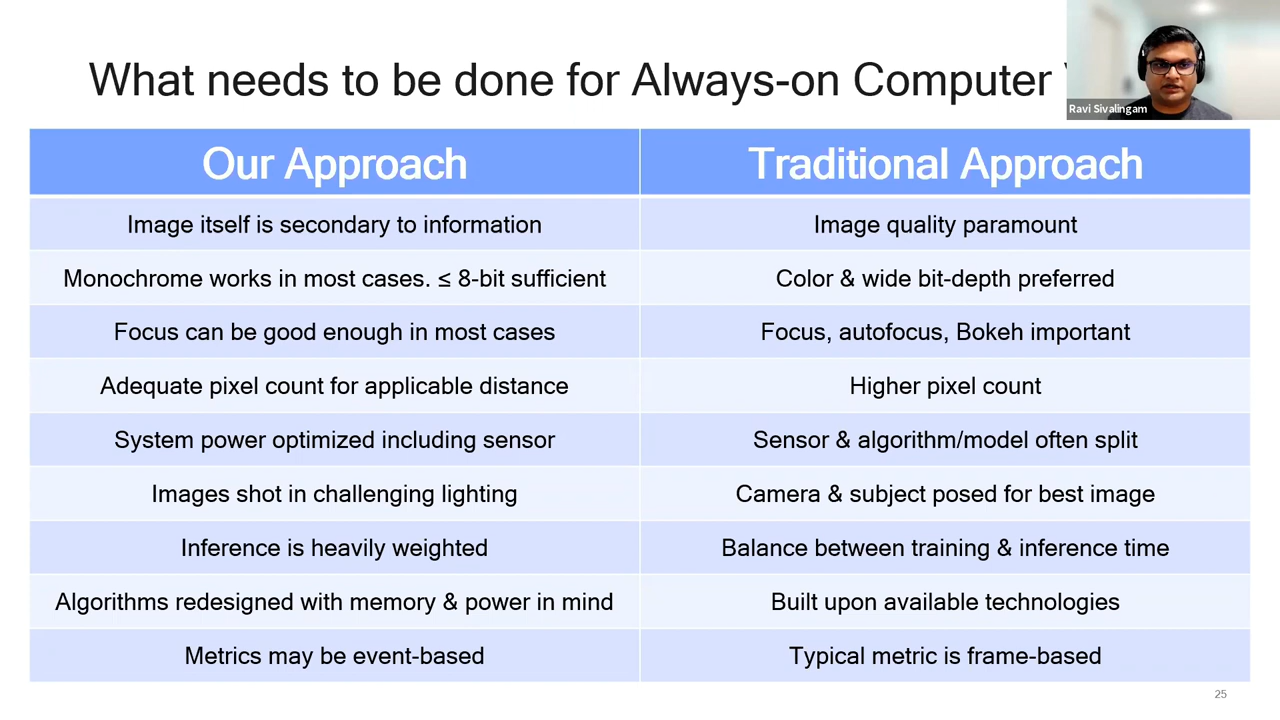 What needs to be done for Always-on Computer
Ravi Sivalingam
Our Approach
Traditional Approach
Image itself is secondary to information
Image quality paramount
Monochrome works in most cases. ≤ 8-bit sufficient
Color & wide bit-depth preferred
Focus can be good enough in most cases
Focus, autofocus, Bokeh important
Adequate pixel count for applicable distance
Higher pixel count
System power optimized including sensor
Sensor & algorithm/model often split
Images shot in challenging lighting
Camera & subject posed for best image
Inference is heavily weighted
Balance between training & inference time
Algorithms redesigned with memory & power in mind
Built upon available technologies
Metrics may be event-based
Typical metric is frame-based
25